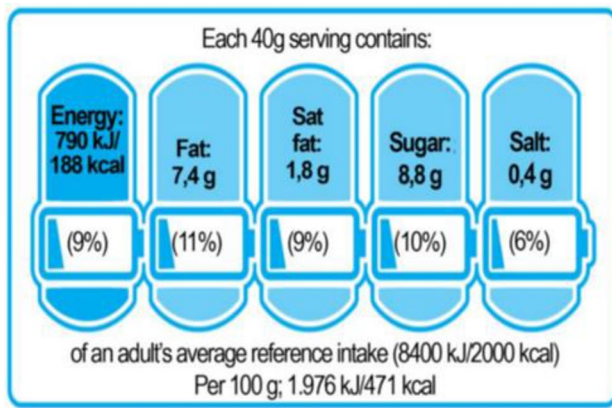 Each 40g serving contains:
Energy:
790 kJ/
188 kcal
Fat:
7,4 g
Sat
fat:
1,8 g
Sugar:
8,8 g
Salt:
0,4 g
(9%)
(11%)
(9%)
(10%)
(6%)
of an adult's average reference intake (8400 kJ/2000 kcal)
Per 100 g; 1.976 kJ/471 kcal